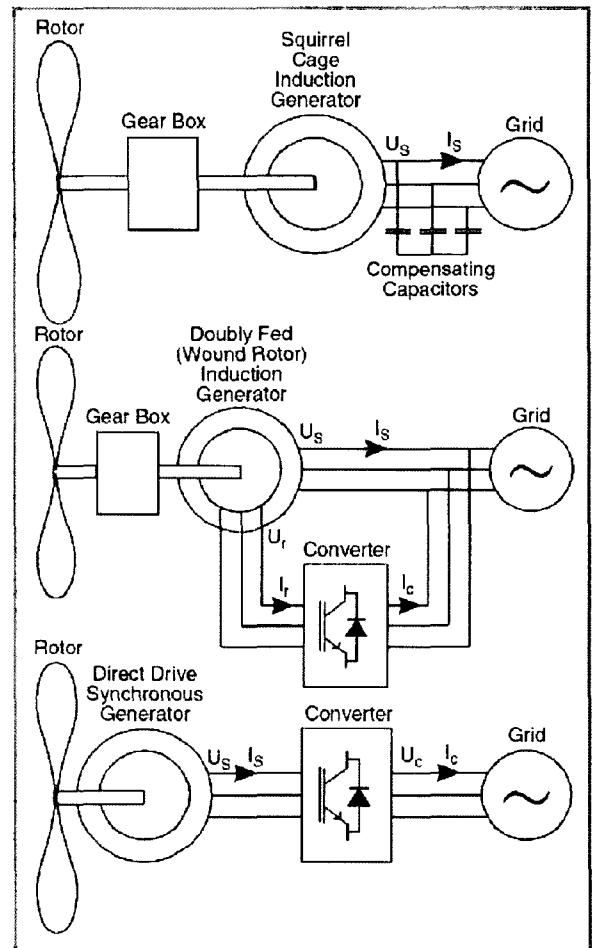 Rotor
Squirrel
Cage
Induction
Generator
Gear Box
U_S
I_S
Grid
Compensating
Capacitors
Rotor
Doubly Fed
(Wound Rotor)
Induction
Generator
Gear Box
U_S
I_S
Grid
U_r
Converter
I_r
I_c
Rotor
Direct Drive
Synchronous
Generator
Converter
Grid
U_S
I_S
U_c
I_c